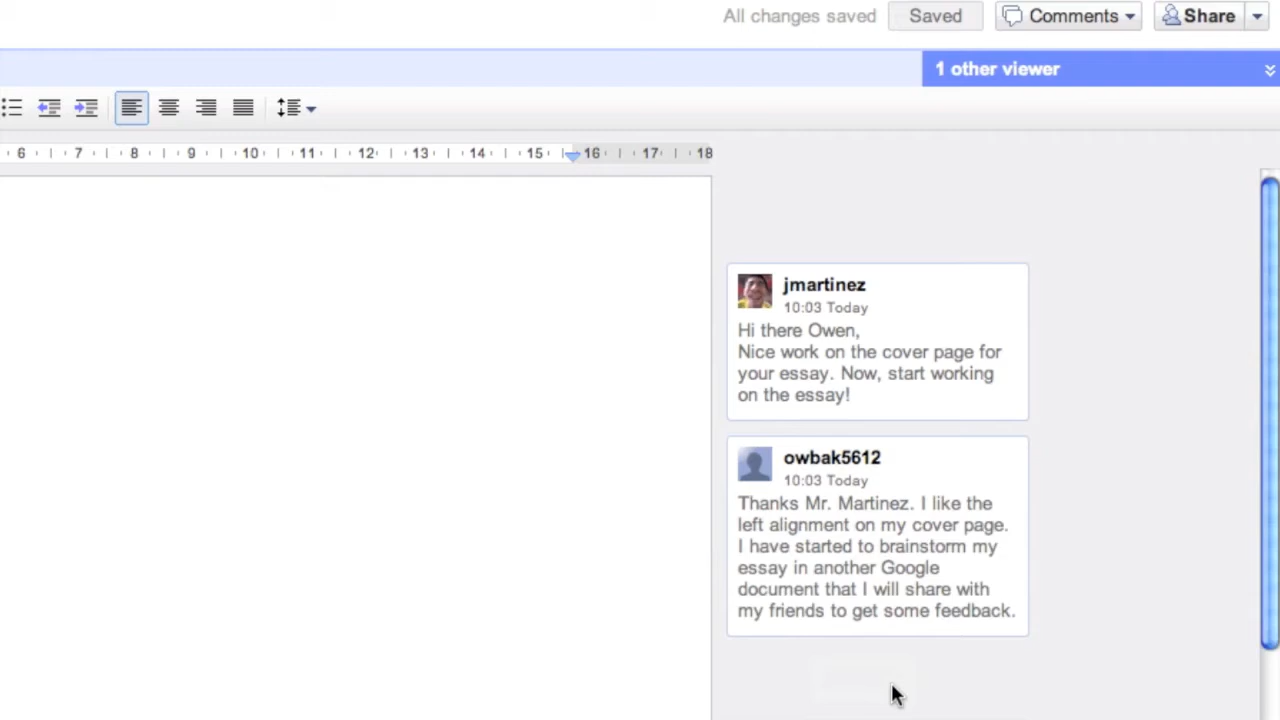 All changes saved Saved Comments Share
1 other viewer
6 7 8 9 10 11 12 13 14 15 16 17 18
jmartinez
10:03 Today
Hi there Owen,
Nice work on the cover page for
your essay. Now, start working
on the essay!
owbak5612
10:03 Today
Thanks Mr. Martinez. I like the
left alignment on my cover page.
I have started to brainstorm my
essay in another Google
document that I will share with
my friends to get some feedback.